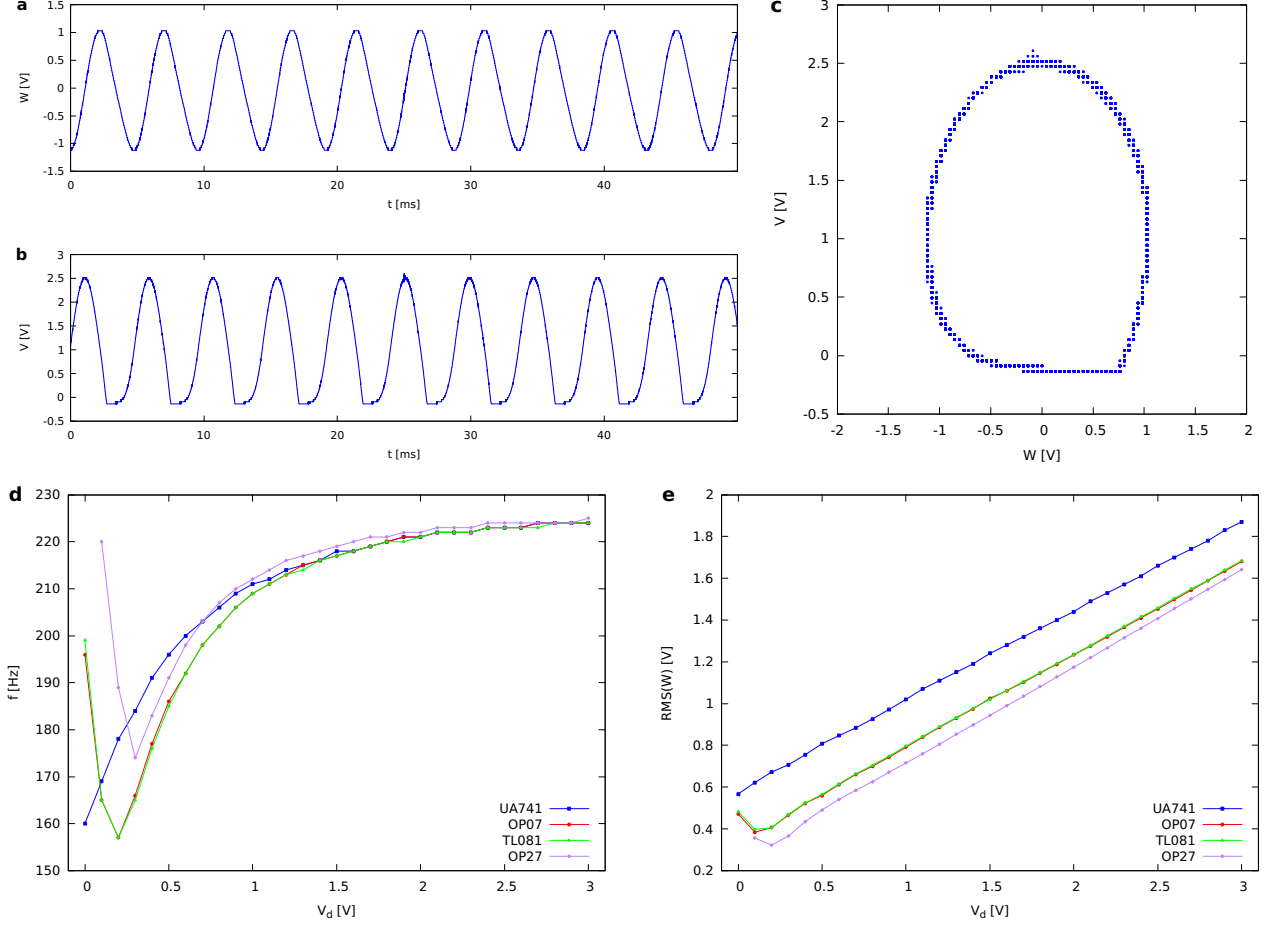 a
1.5
1
0.5
0
-0.5
-1
-1.5
W [V]
0 10 20 30 40
t [ms]
b
3
2.5
2
1.5
1
0.5
0
-0.5
V [V]
0 10 20 30 40
t [ms]
c
3
2.5
2
1.5
1
0.5
0
-0.5
V [V]
-2 -1.5 -1 -0.5 0 0.5 1 1.5 2
W [V]
d
230
220
210
200
190
180
170
160
150
f [Hz]
UA741
OP07
TL081
OP27
0 0.5 1 1.5 2 2.5 3
V_d [V]
e
2
1.8
1.6
1.4
1.2
1
0.8
0.6
0.4
0.2
RMS(W) [V]
UA741
OP07
TL081
OP27
0 0.5 1 1.5 2 2.5 3
V_d [V]